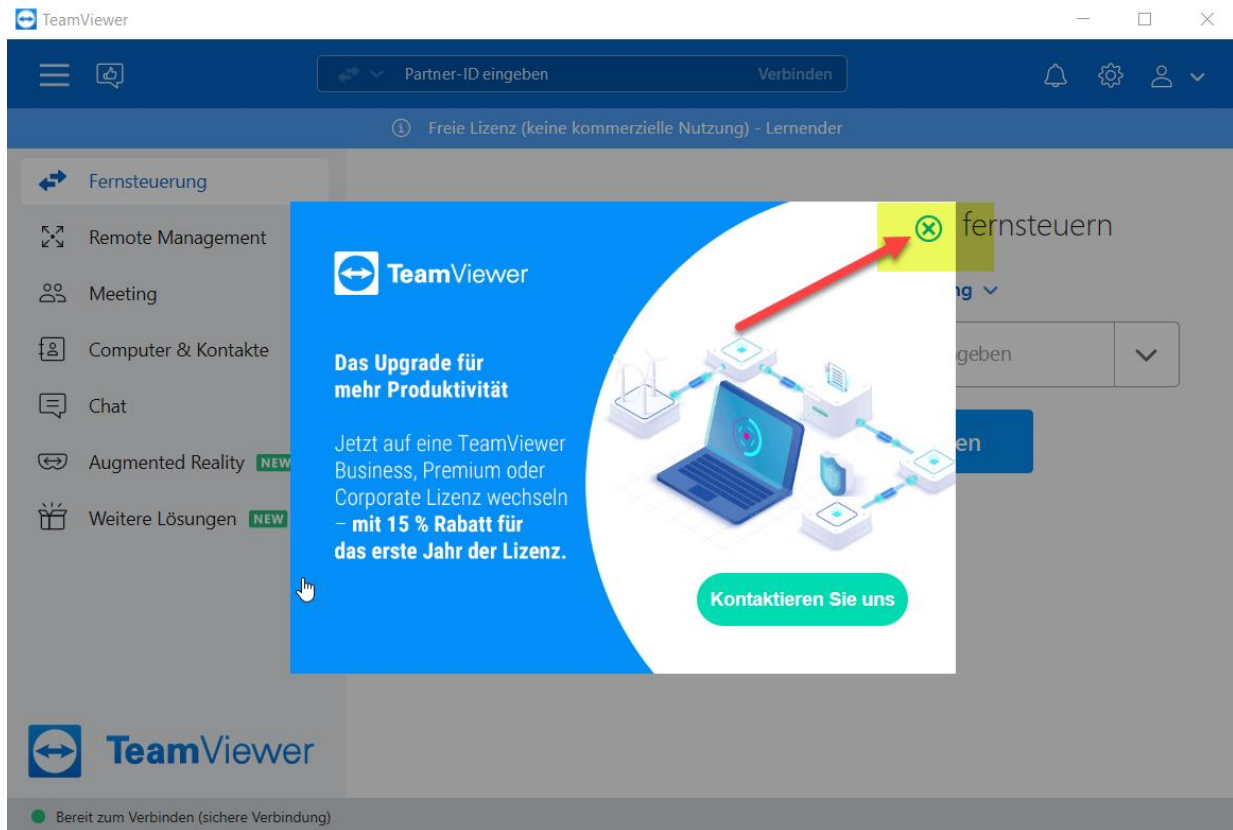 TeamViewer
Partner-ID eingeben
Verbinden
Freie Lizenz (keine kommerzielle Nutzung) - Lernender
Fernsteuerung
Remote Management
Meeting
Computer & Kontakte
Chat
Augmented Reality NEW
Weitere Lösungen NEW
fernsteuern
ng
geben
en
TeamViewer
Das Upgrade für
mehr Produktivität
Jetzt auf eine TeamViewer
Business, Premium oder
Corporate Lizenz wechseln
– mit 15 % Rabatt für
das erste Jahr der Lizenz.
Kontaktieren Sie uns
TeamViewer
Bereit zum Verbinden (sichere Verbindung)